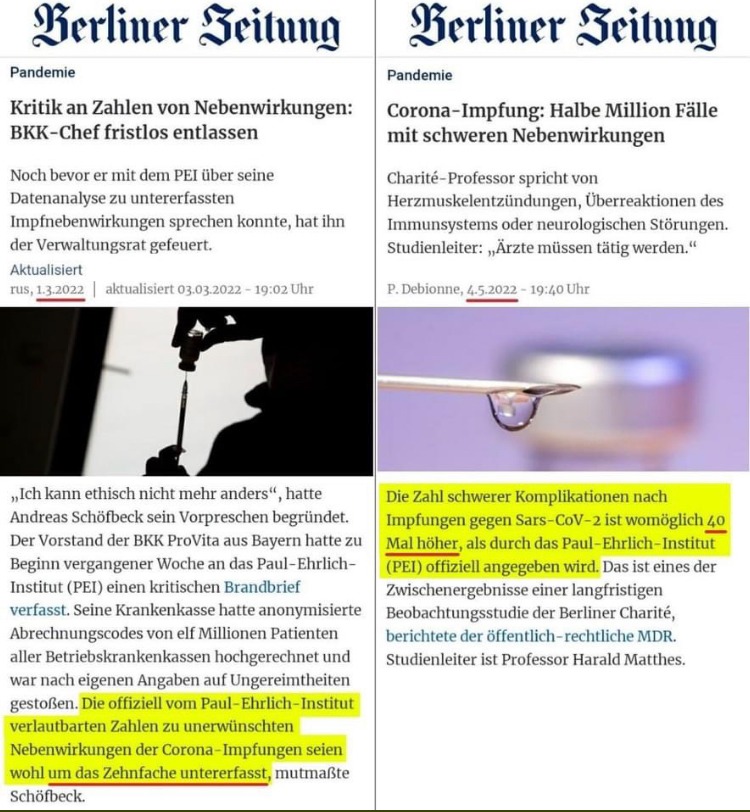 Berliner Zeitung
Pandemie
Kritik an Zahlen von Nebenwirkungen:
BKK-Chef fristlos entlassen
Noch bevor er mit dem PEI über seine
Datenanalyse zu untererfassten
Impfnebenwirkungen sprechen konnte, hat ihn
der Verwaltungsrat gefeuert.
Aktualisiert
rus, 1.3.2022 | aktualisiert 03.03.2022 - 19:02 Uhr
„Ich kann ethisch nicht mehr anders“, hatte
Andreas Schöfbeck sein Vorpreschen begründet.
Der Vorstand der BKK ProVita aus Bayern hatte zu
Beginn vergangener Woche an das Paul-Ehrlich-
Institut (PEI) einen kritischen Brandbrief
verfasst. Seine Krankenkasse hatte anonymisierte
Abrechnungscodes von elf Millionen Patienten
aller Betriebskrankenkassen hochgerechnet und
war nach eigenen Angaben auf Ungereimtheiten
gestoßen. Die offiziell vom Paul-Ehrlich-Institut
verlautbarten Zahlen zu unerwünschten
Nebenwirkungen der Corona-Impfungen seien
wohl um das Zehnfache untererfasst, mutmaßte
Schöfbeck.
Berliner Zeitung
Pandemie
Corona-Impfung: Halbe Million Fälle
mit schweren Nebenwirkungen
Charité-Professor spricht von
Herzmuskelentzündungen, Überreaktionen des
Immunsystems oder neurologischen Störungen.
Studienleiter: „Ärzte müssen tätig werden.“
P. Debionne, 4.5.2022 - 19:40 Uhr
Die Zahl schwerer Komplikationen nach
Impfungen gegen Sars-CoV-2 ist womöglich 40
Mal höher, als durch das Paul-Ehrlich-Institut
(PEI) offiziell angegeben wird. Das ist eines der
Zwischenergebnisse einer langfristigen
Beobachtungsstudie der Berliner Charité,
berichtete der öffentlich-rechtliche MDR.
Studienleiter ist Professor Harald Matthes.